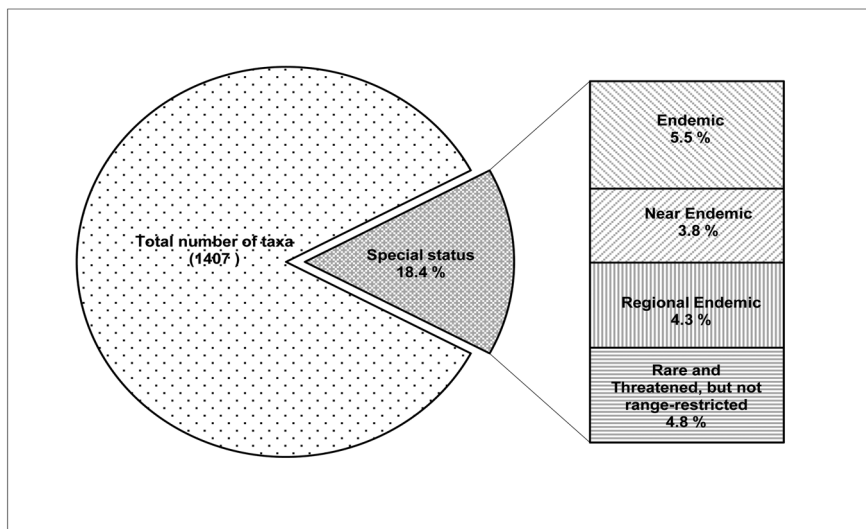 Total number of taxa
(1407 )
Special status
18.4 %
Endemic
5.5 %
Near Endemic
3.8 %
Regional Endemic
4.3 %
Rare and
Threatened, but not
range-restricted
4.8 %